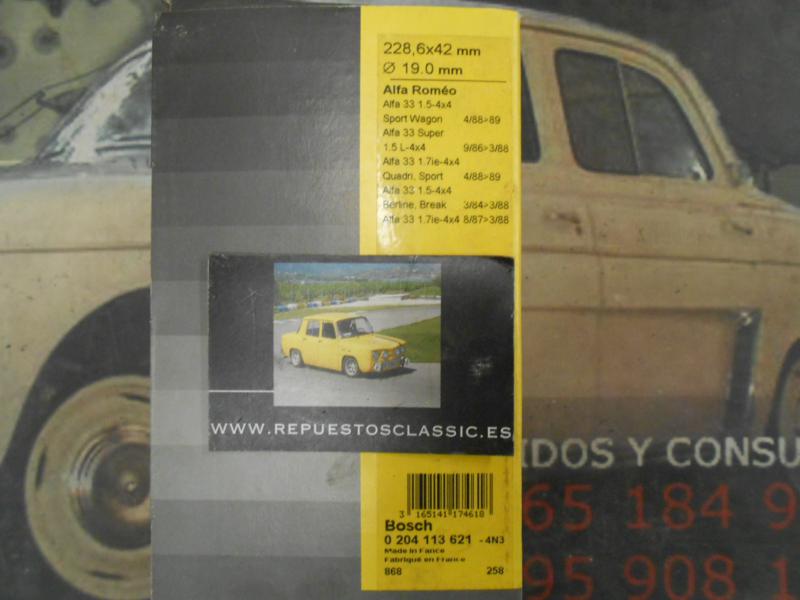 228,6x42 mm
Ø 19.0 mm
Alfa Roméo
Alfa 33 1.5-4x4
Sport Wagon 4/88>89
Alfa 33 Super
1.5 L-4x4 9/86>3/88
Alfa 33 1.7ie-4x4
Quadri, Sport 4/88>89
Alfa 33 1.5-4x4
Berline, Break 3/84>3/88
Alfa 33 1.7ie-4x4 8/87>3/88
WWW.REPUESTOSCLASSIC.ES
IDOS Y CONSU
65 184 9
95 908 1
3 165141 174618
Bosch
0 204 113 621 - 4N3
Made in Fance
Fabriqué en France
868 258